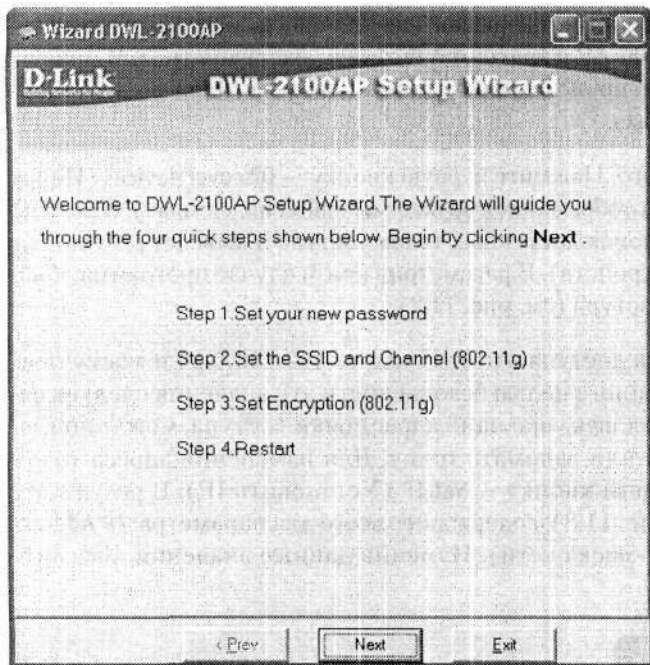 Wizard DWL-2100AP
D-Link
DWL-2100AP Setup Wizard
Welcome to DWL-2100AP Setup Wizard.The Wizard will guide you
through the four quick steps shown below. Begin by clicking Next .
Step 1.Set your new password
Step 2.Set the SSID and Channel (802.11g)
Step 3.Set Encryption (802.11g)
Step 4.Restart
< Prev
Next
Exit